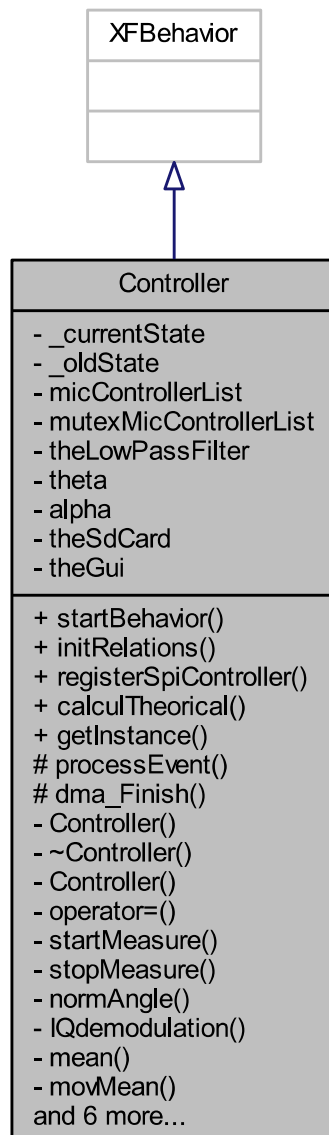 XFBehavior
Controller
- _currentState
- _oldState
- micControllerList
- mutexMicControllerList
- theLowPassFilter
- theta
- alpha
- theSdCard
- theGui
+ startBehavior()
+ initRelations()
+ registerSpiController()
+ calculTheorical()
+ getInstance()
# processEvent()
# dma_Finish()
- Controller()
- ~Controller()
- Controller()
- operator=()
- startMeasure()
- stopMeasure()
- normAngle()
- IQdemodulation()
- mean()
- movMean()
and 6 more...